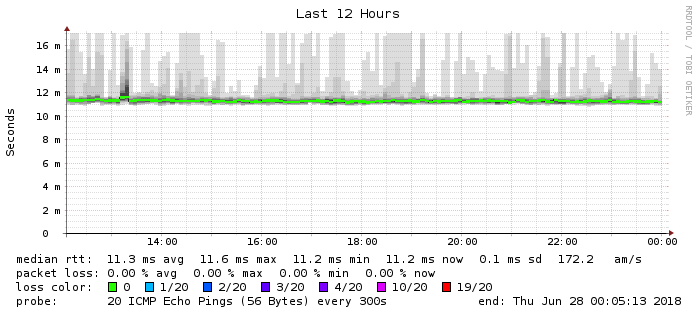 Last 12 Hours
RRDTOOL / TOBI OETIKER
Seconds
16 m
14 m
12 m
10 m
8 m
6 m
4 m
2 m
0
14:00 16:00 18:00 20:00 22:00 00:00
median rtt: 11.3 ms avg 11.6 ms max 11.2 ms min 11.2 ms now 0.1 ms sd 172.2 am/s
packet loss: 0.00 % avg 0.00 % max 0.00 % min 0.00 % now
loss color: 0 1/20 2/20 3/20 4/20 10/20 19/20
probe: 20 ICMP Echo Pings (56 Bytes) every 300s end: Thu Jun 28 00:05:13 2018